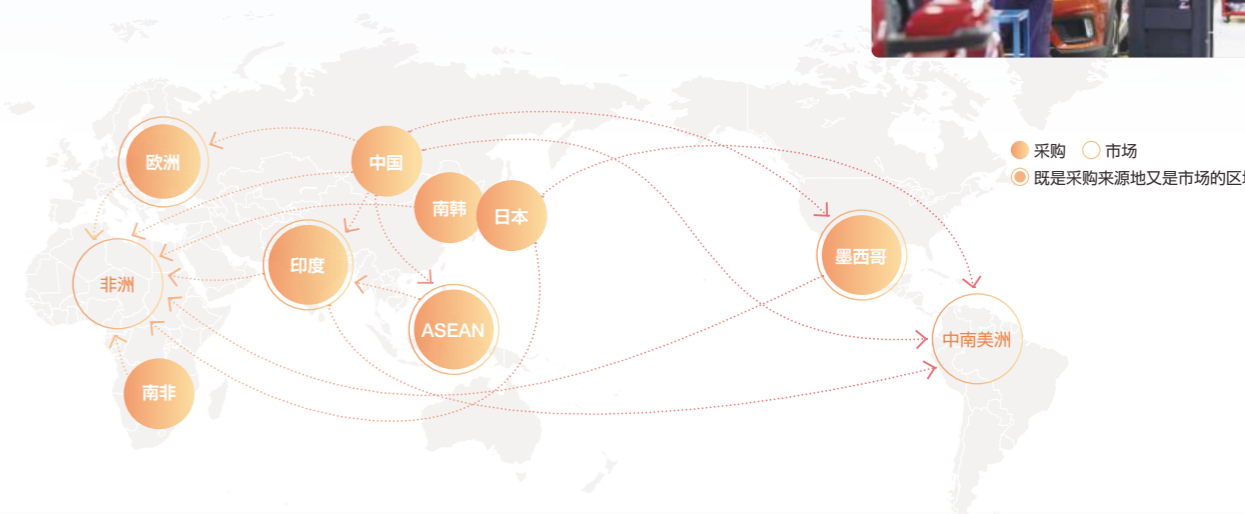 采购
市场
既是采购来源地又是市场的区
欧洲
中国
南韩
日本
印度
墨西哥
非洲
ASEAN
中南美洲
南非